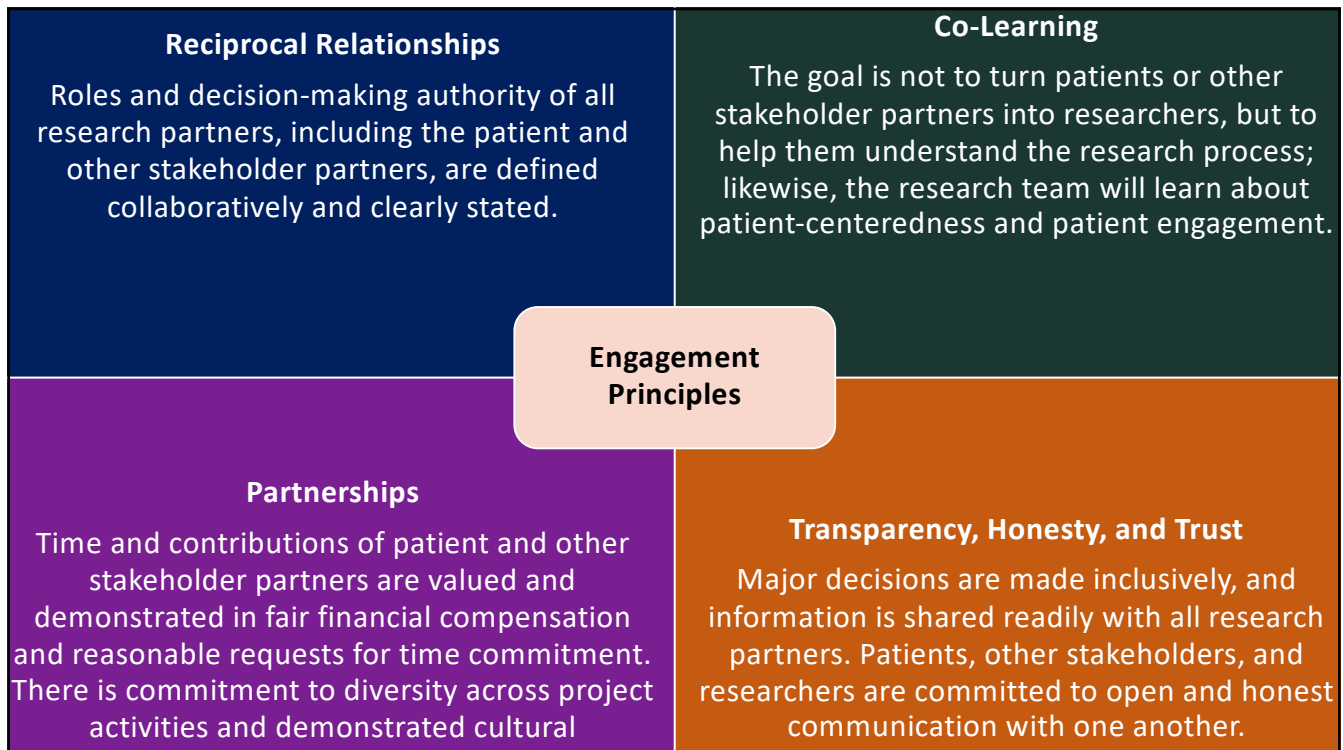 Reciprocal Relationships
Roles and decision-making authority of all
research partners, including the patient and
other stakeholder partners, are defined
collaboratively and clearly stated.
Co-Learning
The goal is not to turn patients or other
stakeholder partners into researchers, but to
help them understand the research process;
likewise, the research team will learn about
patient-centeredness and patient engagement.
Engagement
Principles
Partnerships
Time and contributions of patient and other
stakeholder partners are valued and
demonstrated in fair financial compensation
and reasonable requests for time commitment.
There is commitment to diversity across project
activities and demonstrated cultural
Transparency, Honesty, and Trust
Major decisions are made inclusively, and
information is shared readily with all research
partners. Patients, other stakeholders, and
researchers are committed to open and honest
communication with one another.